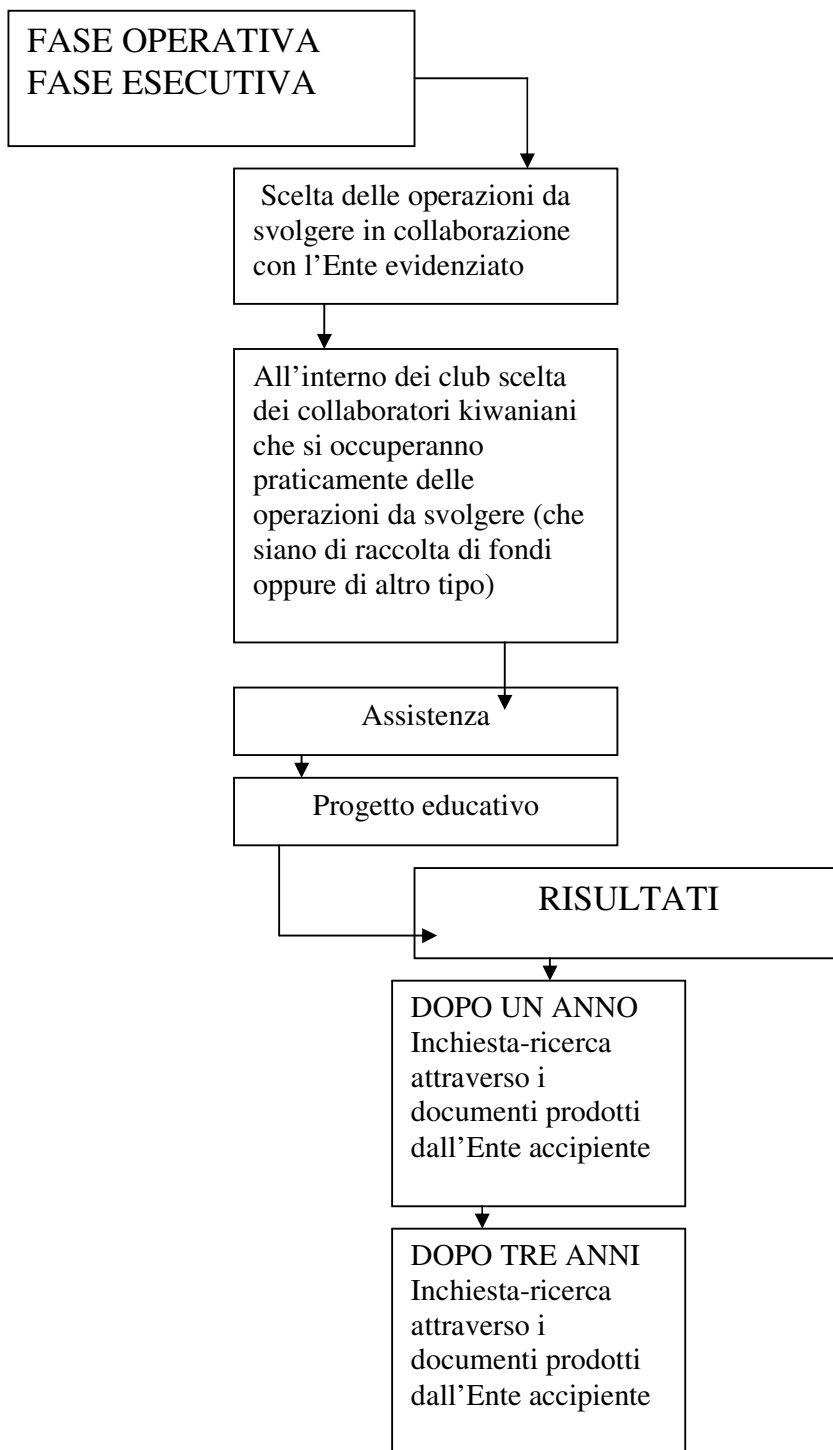 FASE OPERATIVA
FASE ESECUTIVA
Scelta delle operazioni da
svolgere in collaborazione
con l’Ente evidenziato
All’interno dei club scelta
dei collaboratori kiwaniani
che si occuperanno
praticamente delle
operazioni da svolgere (che
siano di raccolta di fondi
oppure di altro tipo)
Assistenza
Progetto educativo
RISULTATI
DOPO UN ANNO
Inchiesta-ricerca
attraverso i
documenti prodotti
dall’Ente accipiente
DOPO TRE ANNI
Inchiesta-ricerca
attraverso i
documenti prodotti
dall’Ente accipiente